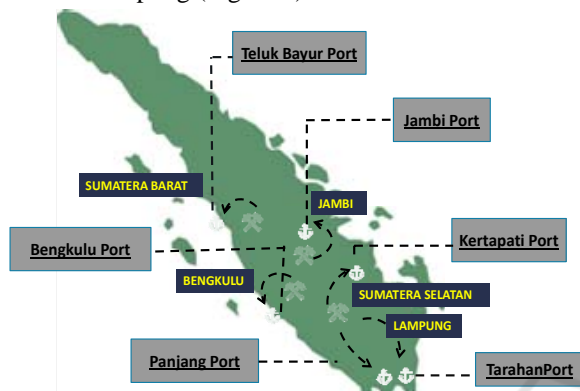 Teluk Bayur Port
Jambi Port
SUMATERA BARAT
JAMBI
Bengkulu Port
Kertapati Port
BENGKULU
SUMATERA SELATAN
LAMPUNG
Panjang Port
TarahanPort